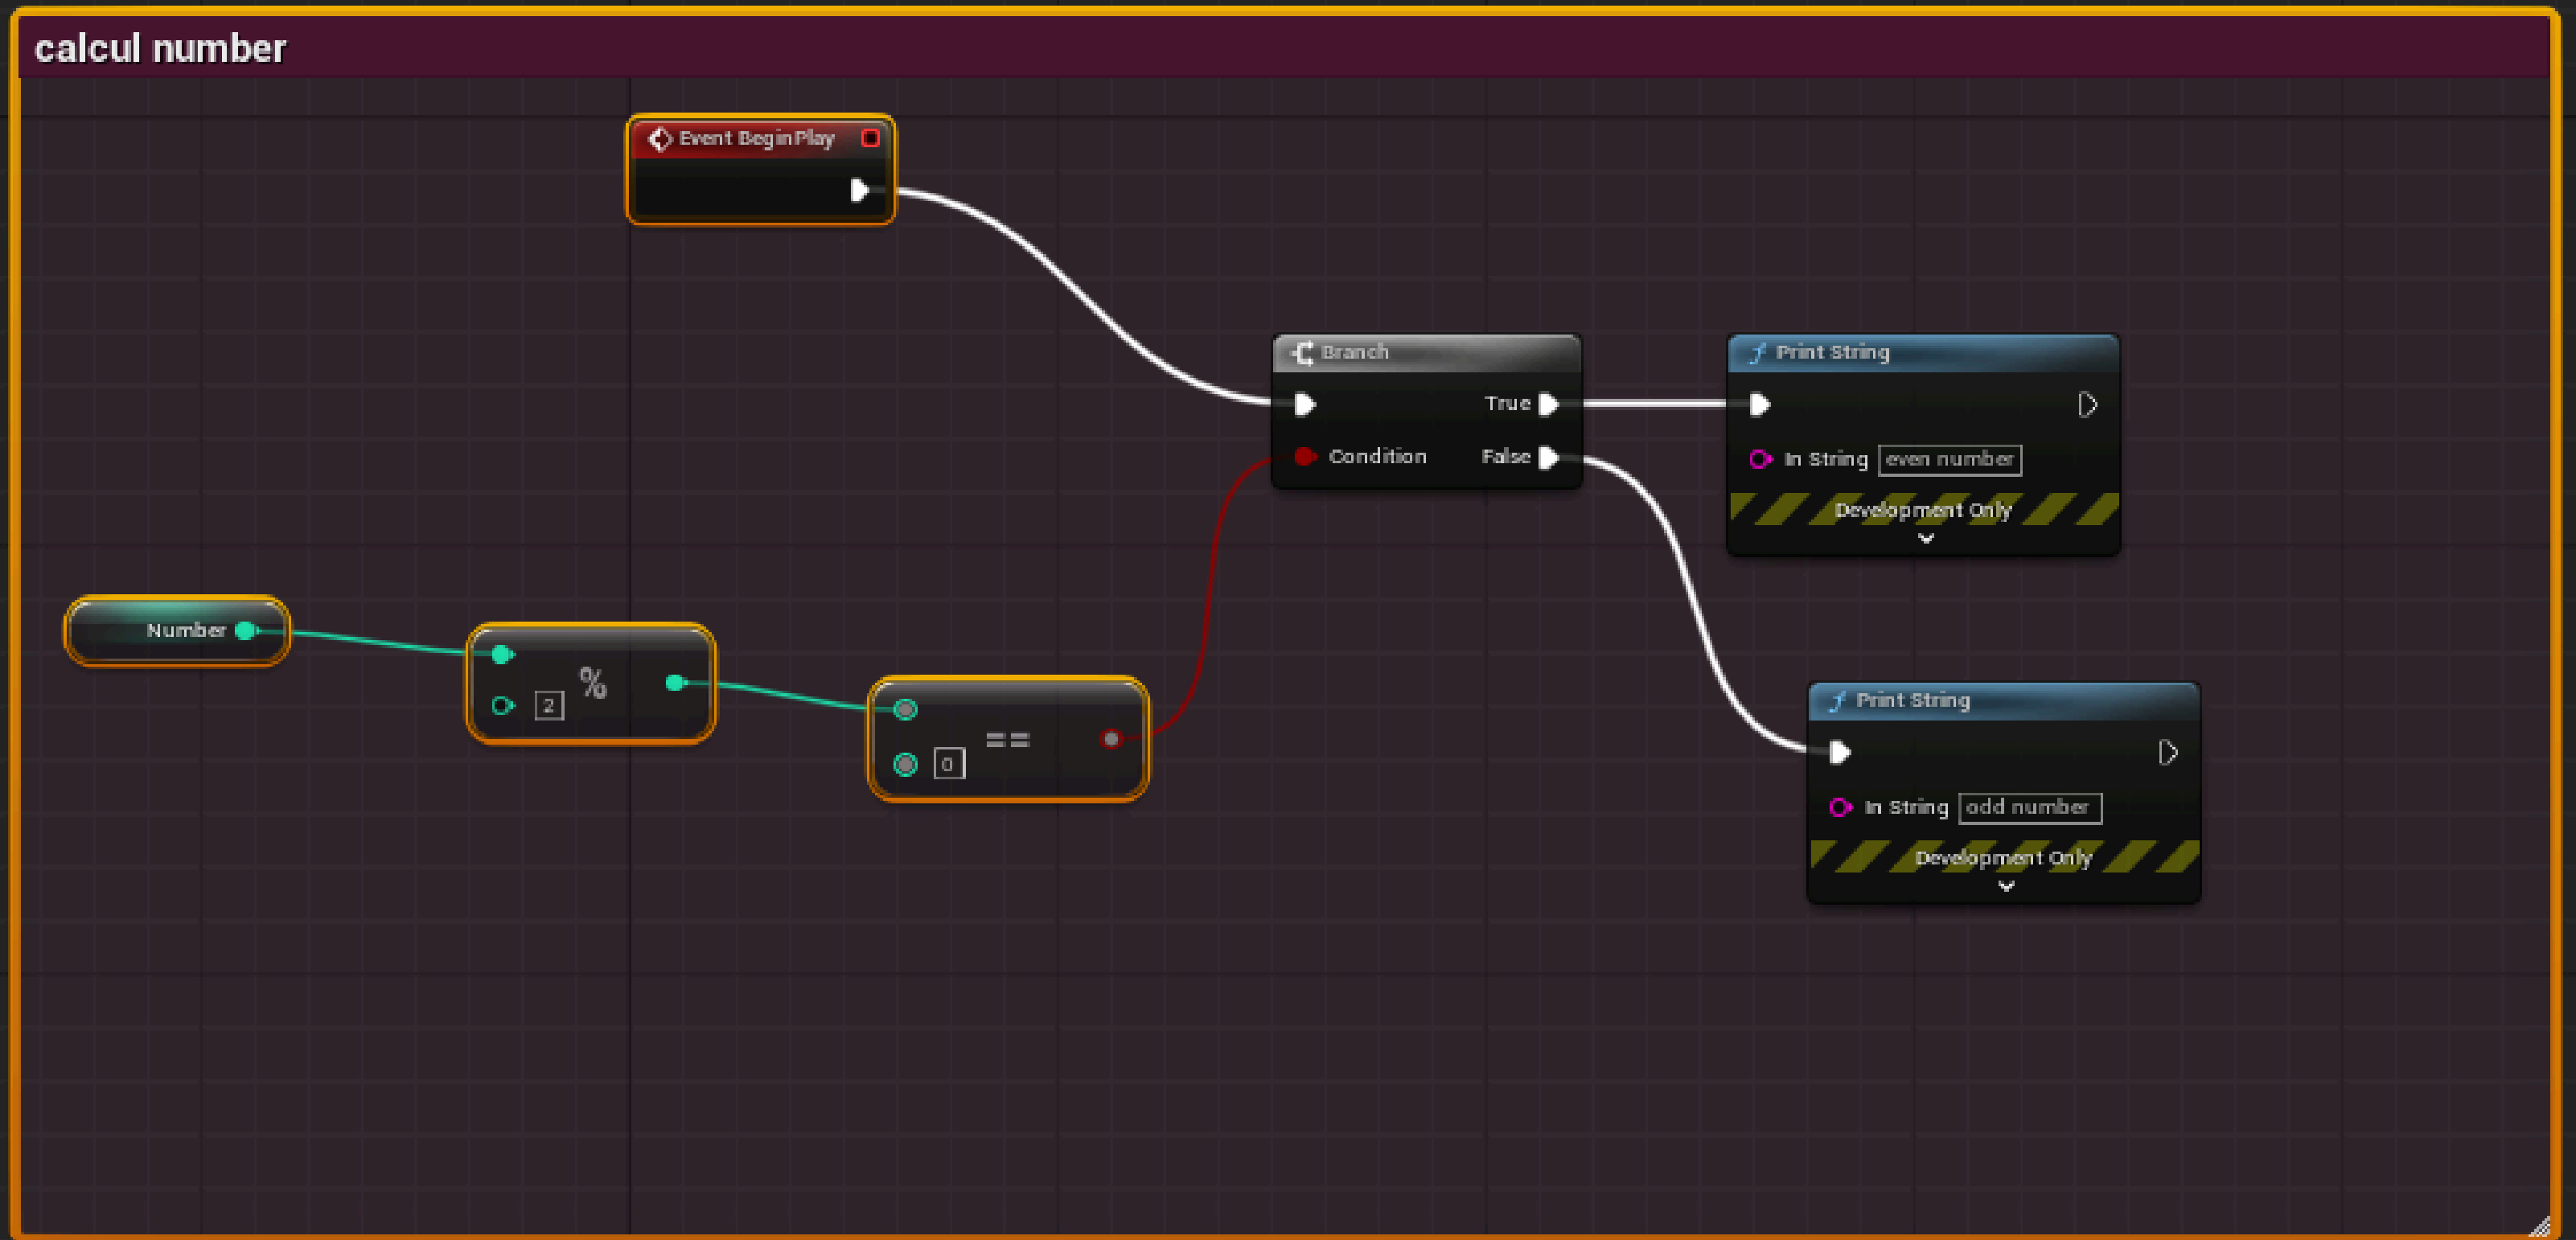 calcul number
Event BeginPlay
Branch
True
Condition
False
Print String
In String even number
Development Only
Number
%
2
==
0
Print String
In String odd number
Development Only